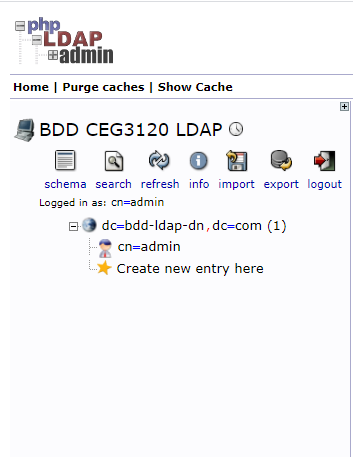 php
LDAP
admin
Home | Purge caches | Show Cache
BDD CEG3120 LDAP
schema search refresh info import export logout
Logged in as: cn=admin
dc=bdd-ldap-dn,dc=com (1)
cn=admin
Create new entry here